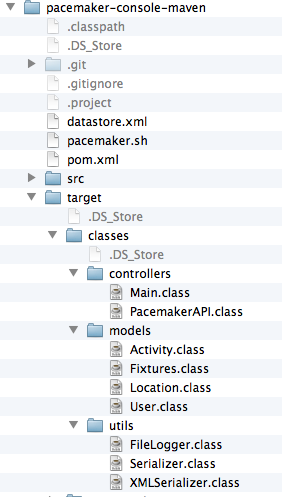 pacemaker-console-maven
.classpath
.DS_Store
.git
.gitignore
.project
datastore.xml
pacemaker.sh
pom.xml
src
target
.DS_Store
classes
.DS_Store
controllers
Main.class
PacemakerAPI.class
models
Activity.class
Fixtures.class
Location.class
User.class
utils
FileLogger.class
Serializer.class
XMLSerializer.class